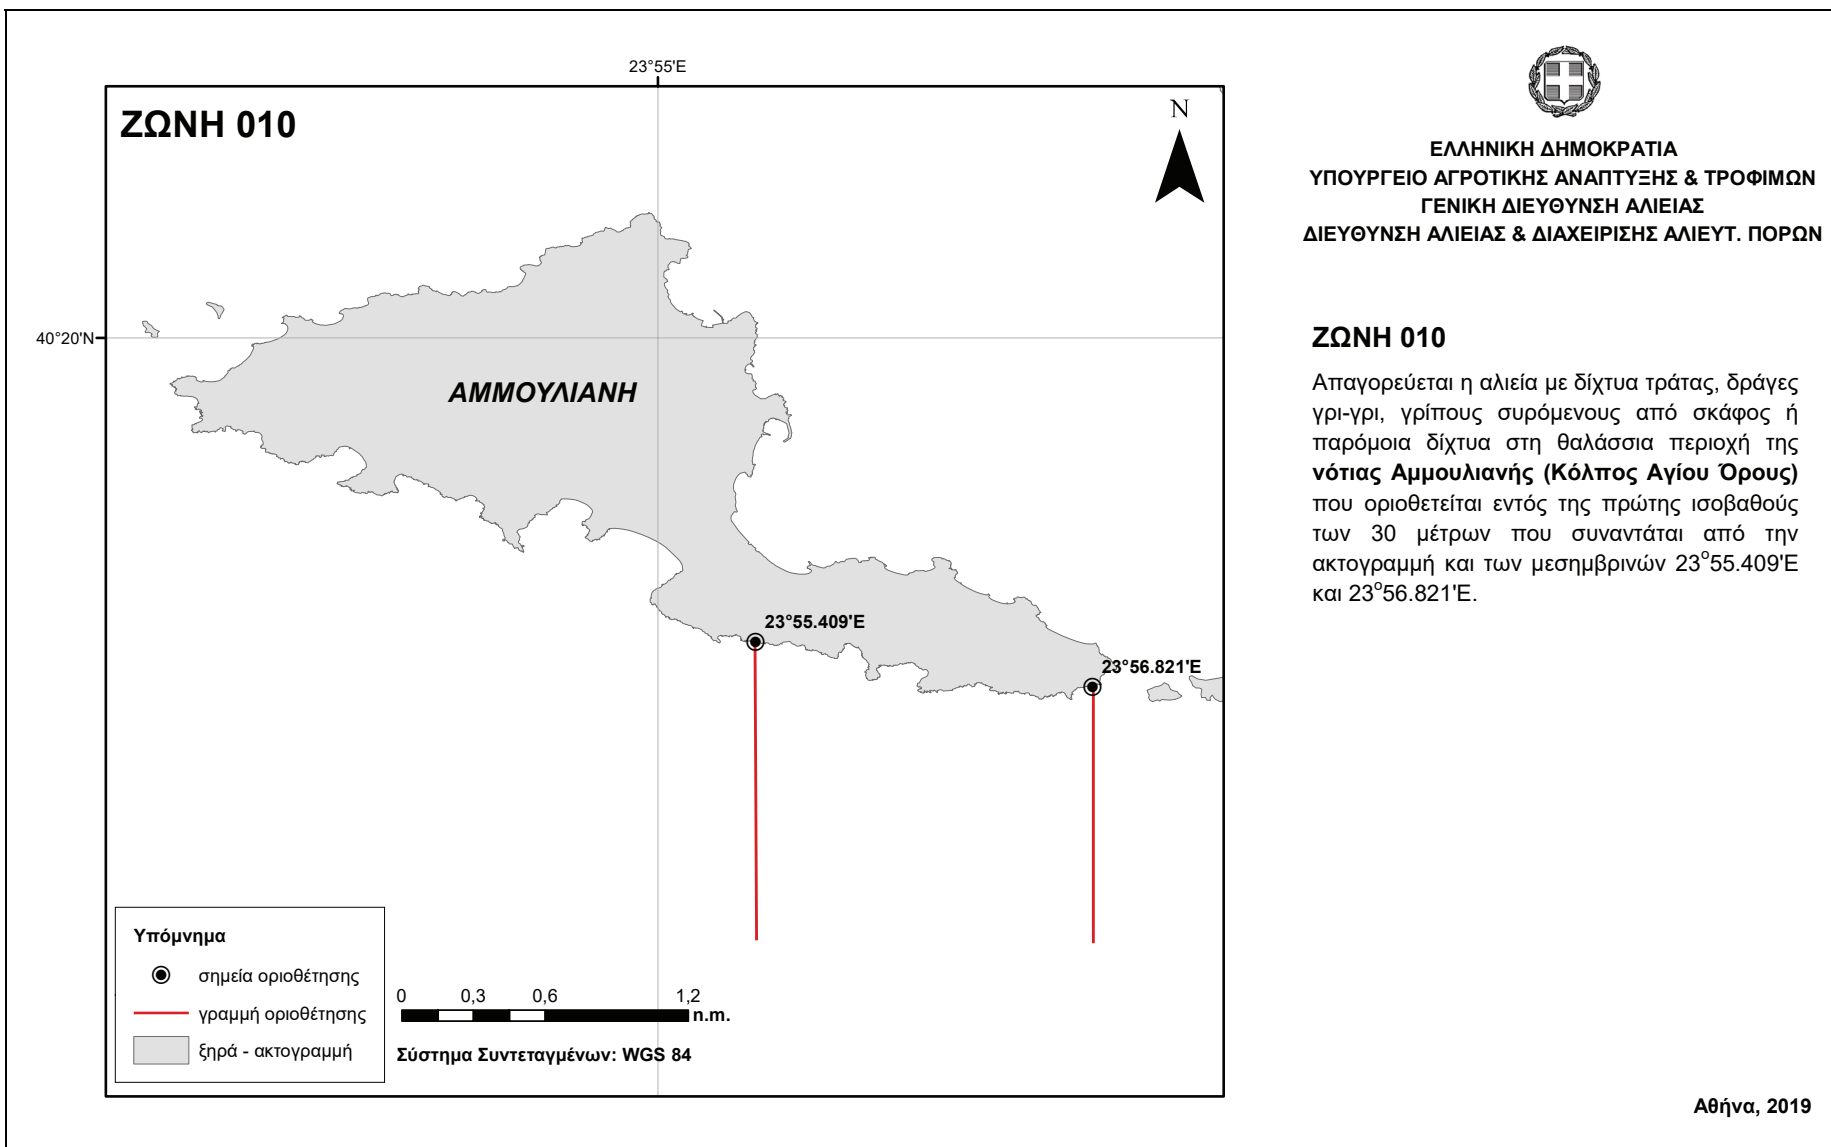 23°55'E
ΖΩΝΗ 010
N
40°20'N
ΑΜΜΟΥΛΙΑΝΗ
23°55.409'E
23°56.821'E
Υπόμνημα
σημεία οριοθέτησης
γραμμή οριοθέτησης
ξηρά - ακτογραμμή
0 0,3 0,6 1,2
n.m.
Σύστημα Συντεταγμένων: WGS 84
ΕΛΛΗΝΙΚΗ ΔΗΜΟΚΡΑΤΙΑ
ΥΠΟΥΡΓΕΙΟ ΑΓΡΟΤΙΚΗΣ ΑΝΑΠΤΥΞΗΣ & ΤΡΟΦΙΜΩΝ
ΓΕΝΙΚΗ ΔΙΕΥΘΥΝΣΗ ΑΛΙΕΙΑΣ
ΔΙΕΥΘΥΝΣΗ ΑΛΙΕΙΑΣ & ΔΙΑΧΕΙΡΙΣΗΣ ΑΛΙΕΥΤ. ΠΟΡΩΝ
ΖΩΝΗ 010
Απαγορεύεται η αλιεία με δίχτυα τράτας, δράγες
γρι-γρι, γρίπους συρόμενους από σκάφος ή
παρόμοια δίχτυα στη θαλάσσια περιοχή της
νότιας Αμμουλιανής (Κόλπος Αγίου Όρους)
που οριοθετείται εντός της πρώτης ισοβαθούς
των 30 μέτρων που συναντάται από την
ακτογραμμή και των μεσημβρινών 23°55.409'E
και 23°56.821'E.
Αθήνα, 2019